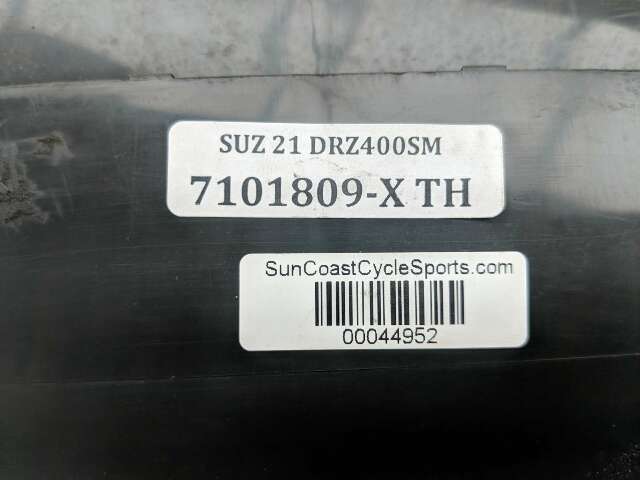 SUZ 21 DRZ400SM
7101809-X TH
SunCoastCycleSports.com
00044952